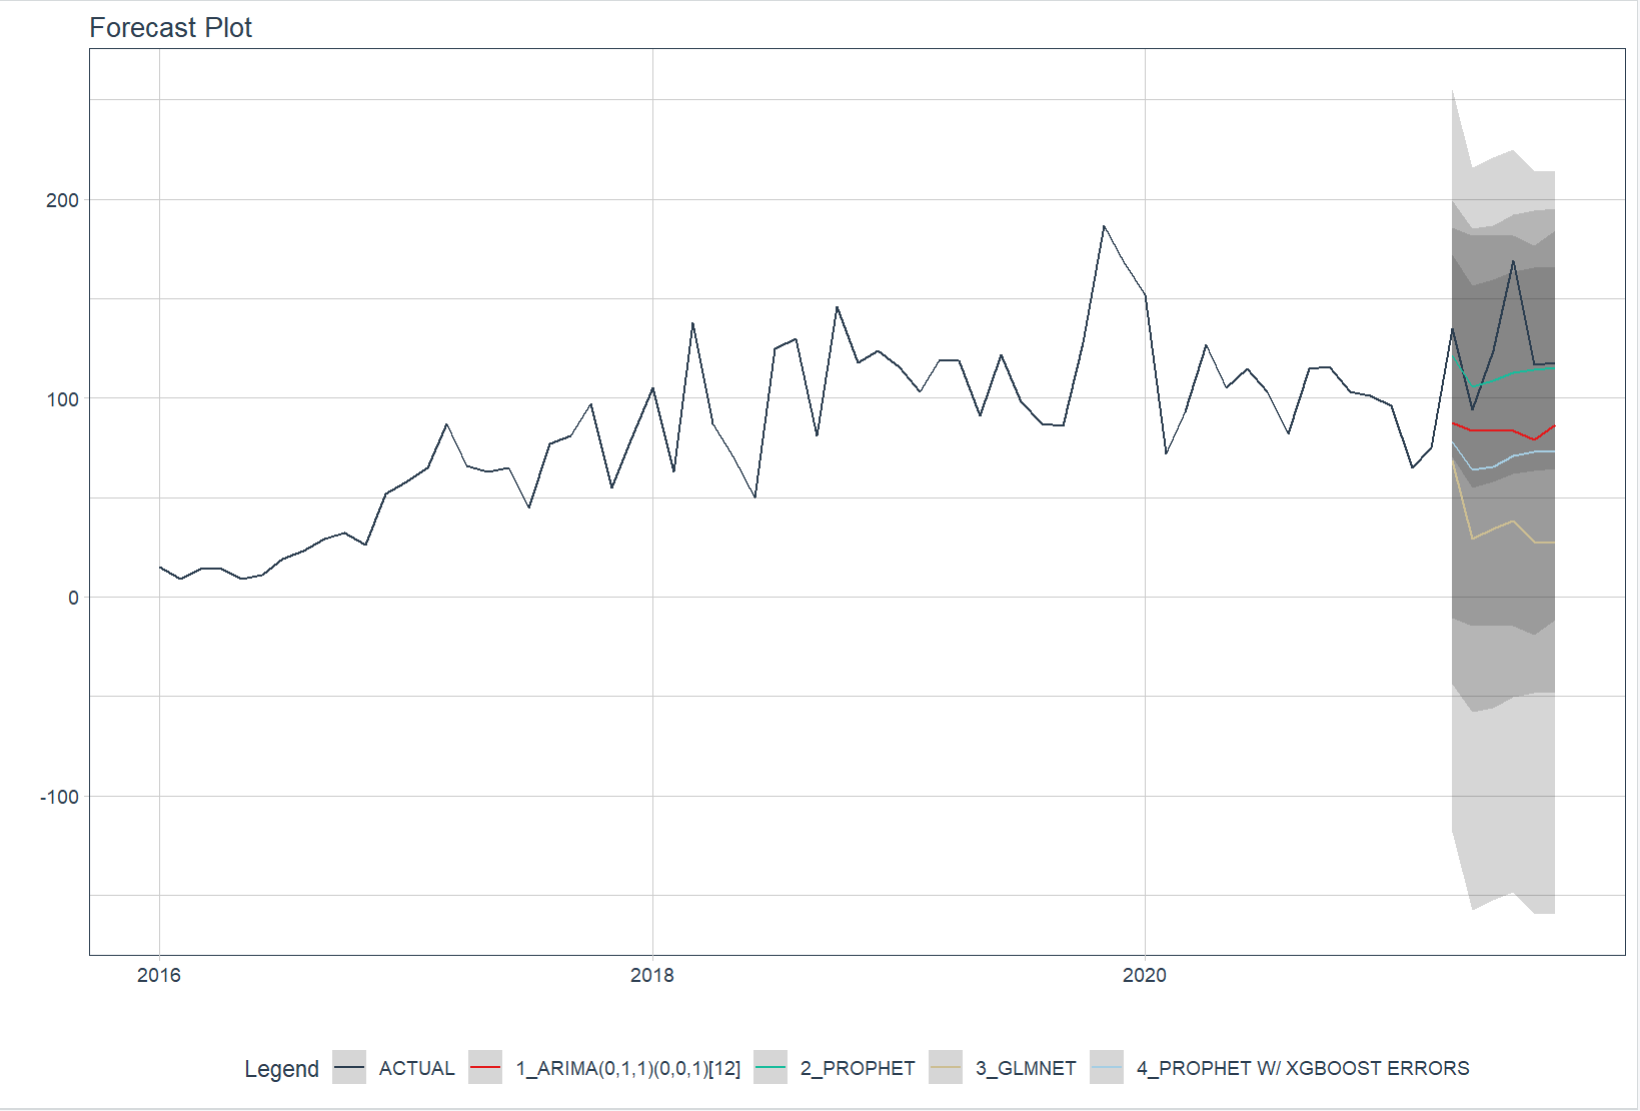 Forecast Plot
200
100
0
-100
2016 2018 2020
Legend ACTUAL 1_ARIMA(0,1,1)(0,0,1)[12] 2_PROPHET 3_GLMNET 4_PROPHET W/ XGBOOST ERRORS